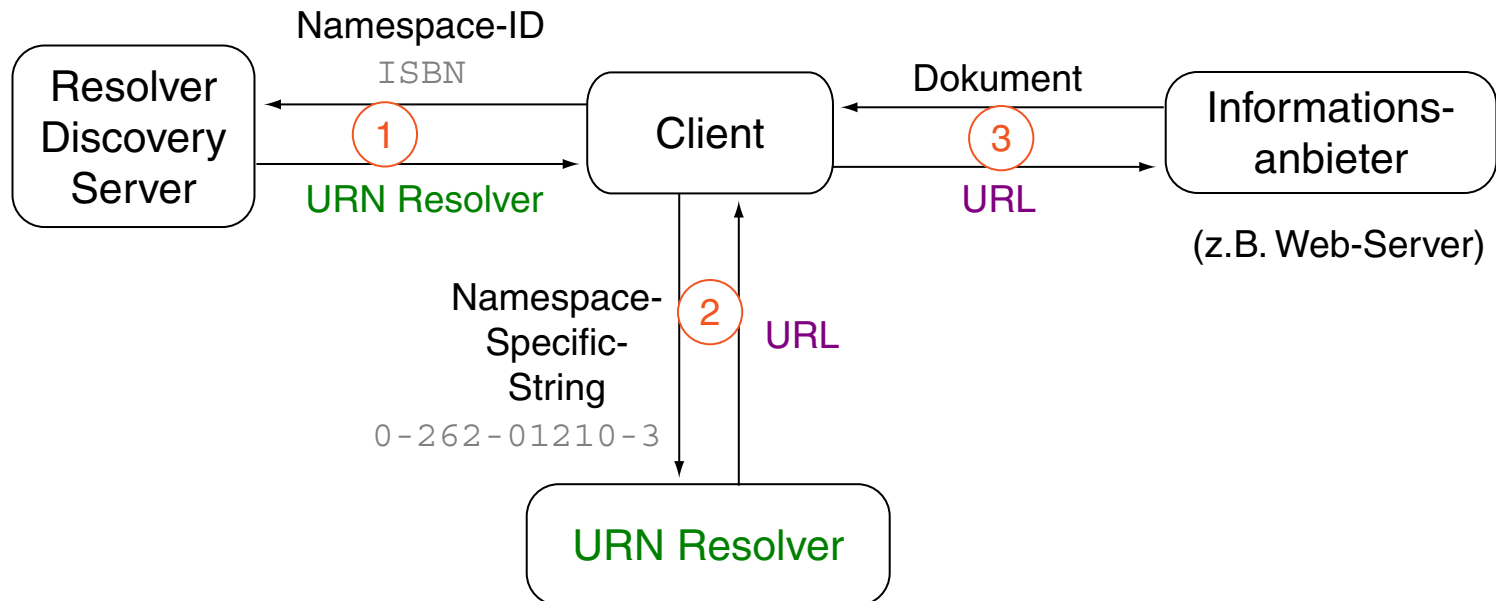 Namespace-ID
ISBN
Resolver
Discovery
Server
1
URN Resolver
Client
Dokument
3
URL
Informations-
anbieter
(z.B. Web-Server)
Namespace-
Specific-
String
0-262-01210-3
2
URL
URN Resolver